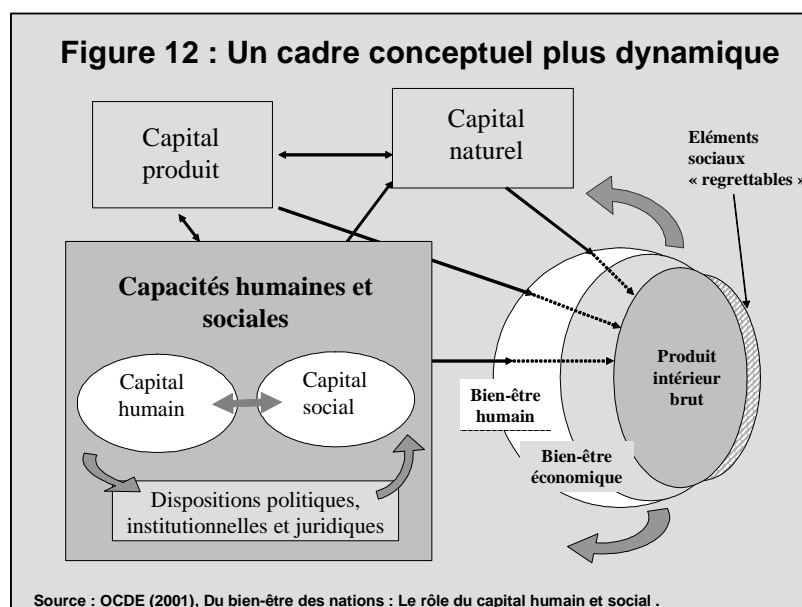 Figure 12 : Un cadre conceptuel plus dynamique
Capital
produit
Capital
naturel
Eléments
sociaux
« regrettables »
Capacités humaines et
sociales
Capital
humain
Capital
social
Dispositions politiques,
institutionnelles et juridiques
Bien-être
humain
Bien-être
économique
Produit
intérieur
brut
Source : OCDE (2001), Du bien-être des nations : Le rôle du capital humain et social .